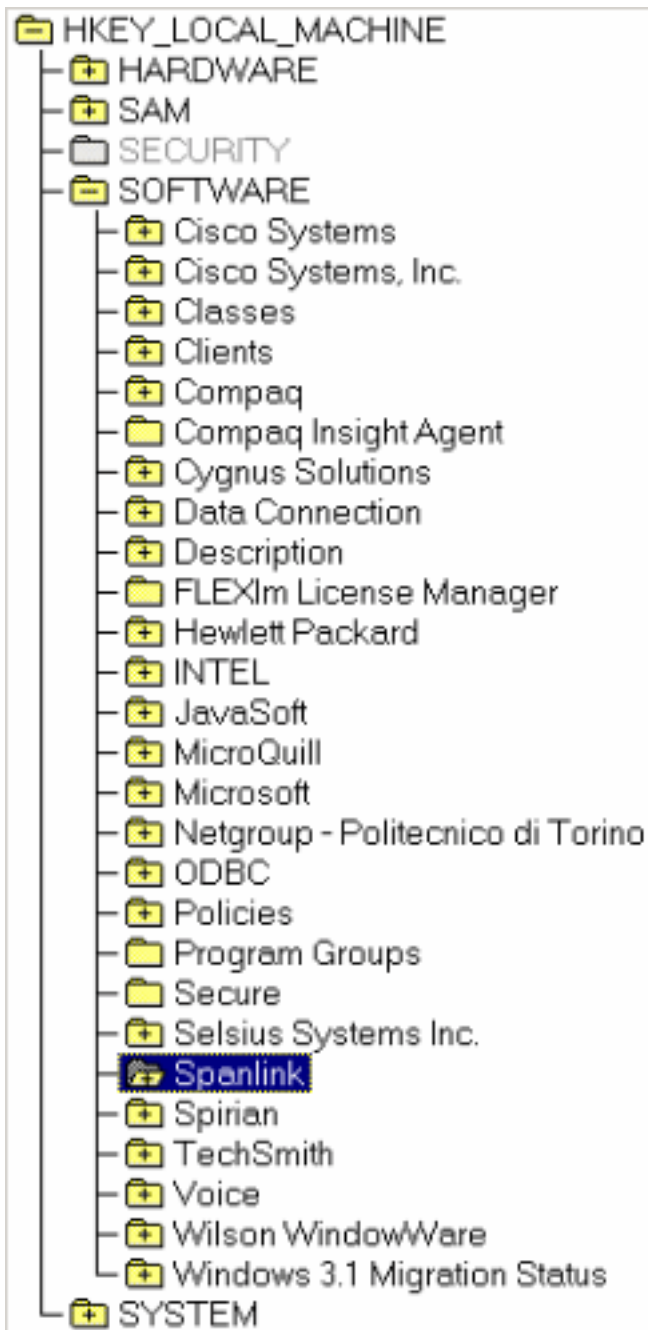 HKEY_LOCAL_MACHINE
HARDWARE
SAM
SECURITY
SOFTWARE
Cisco Systems
Cisco Systems, Inc.
Classes
Clients
Compaq
Compaq Insight Agent
Cygnus Solutions
Data Connection
Description
FLEXlm License Manager
Hewlett Packard
INTEL
JavaSoft
MicroQuill
Microsoft
Netgroup - Politecnico di Torino
ODBC
Policies
Program Groups
Secure
Selsius Systems Inc.
Spanlink
Spirian
TechSmith
Voice
Wilson WindowWare
Windows 3.1 Migration Status
SYSTEM